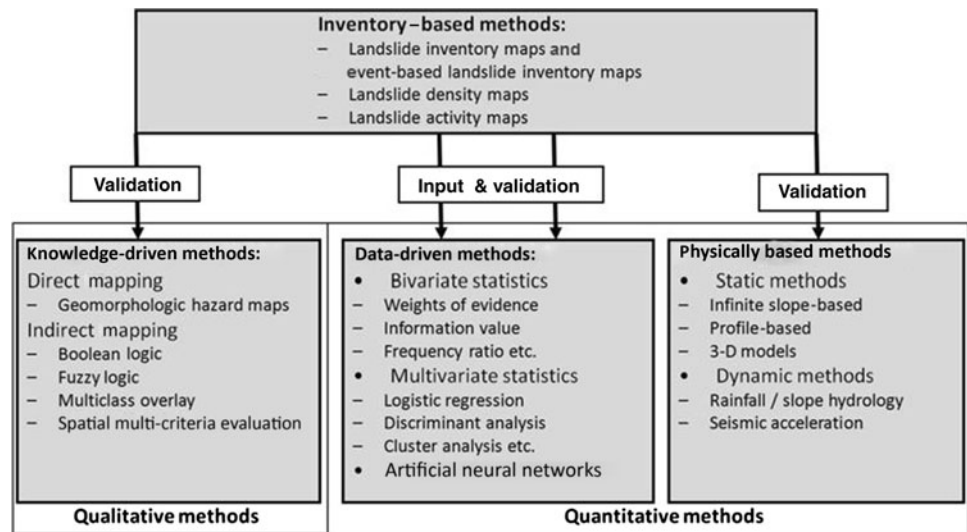 Inventory–based methods:
– Landslide inventory maps and
event-based landslide inventory maps
– Landslide density maps
– Landslide activity maps
Validation
Input & validation
Validation
Knowledge-driven methods:
Direct mapping
– Geomorphologic hazard maps
Indirect mapping
– Boolean logic
– Fuzzy logic
– Multiclass overlay
– Spatial multi-criteria evaluation
Qualitative methods
Data-driven methods:
• Bivariate statistics
– Weights of evidence
– Information value
– Frequency ratio etc.
• Multivariate statistics
– Logistic regression
– Discriminant analysis
– Cluster analysis etc.
• Artificial neural networks
Physically based methods
• Static methods
– Infinite slope-based
– Profile-based
– 3-D models
• Dynamic methods
– Rainfall / slope hydrology
– Seismic acceleration
Quantitative methods